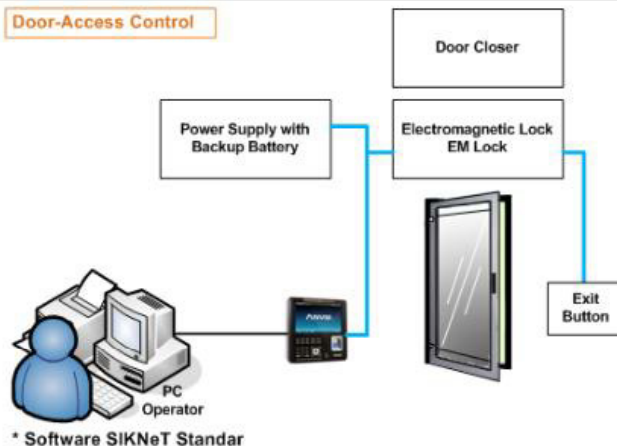 Door-Access Control
Door Closer
Power Supply with
Backup Battery
Electromagnetic Lock
EM Lock
Exit
Button
PC
Operator
* Software SIKNeT Standar